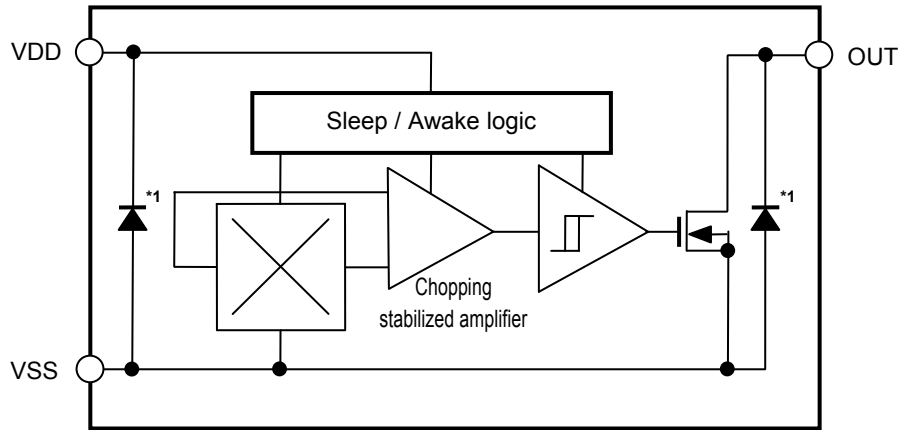 VDD
OUT
Sleep / Awake logic
*1
*1
Chopping
stabilized amplifier
VSS